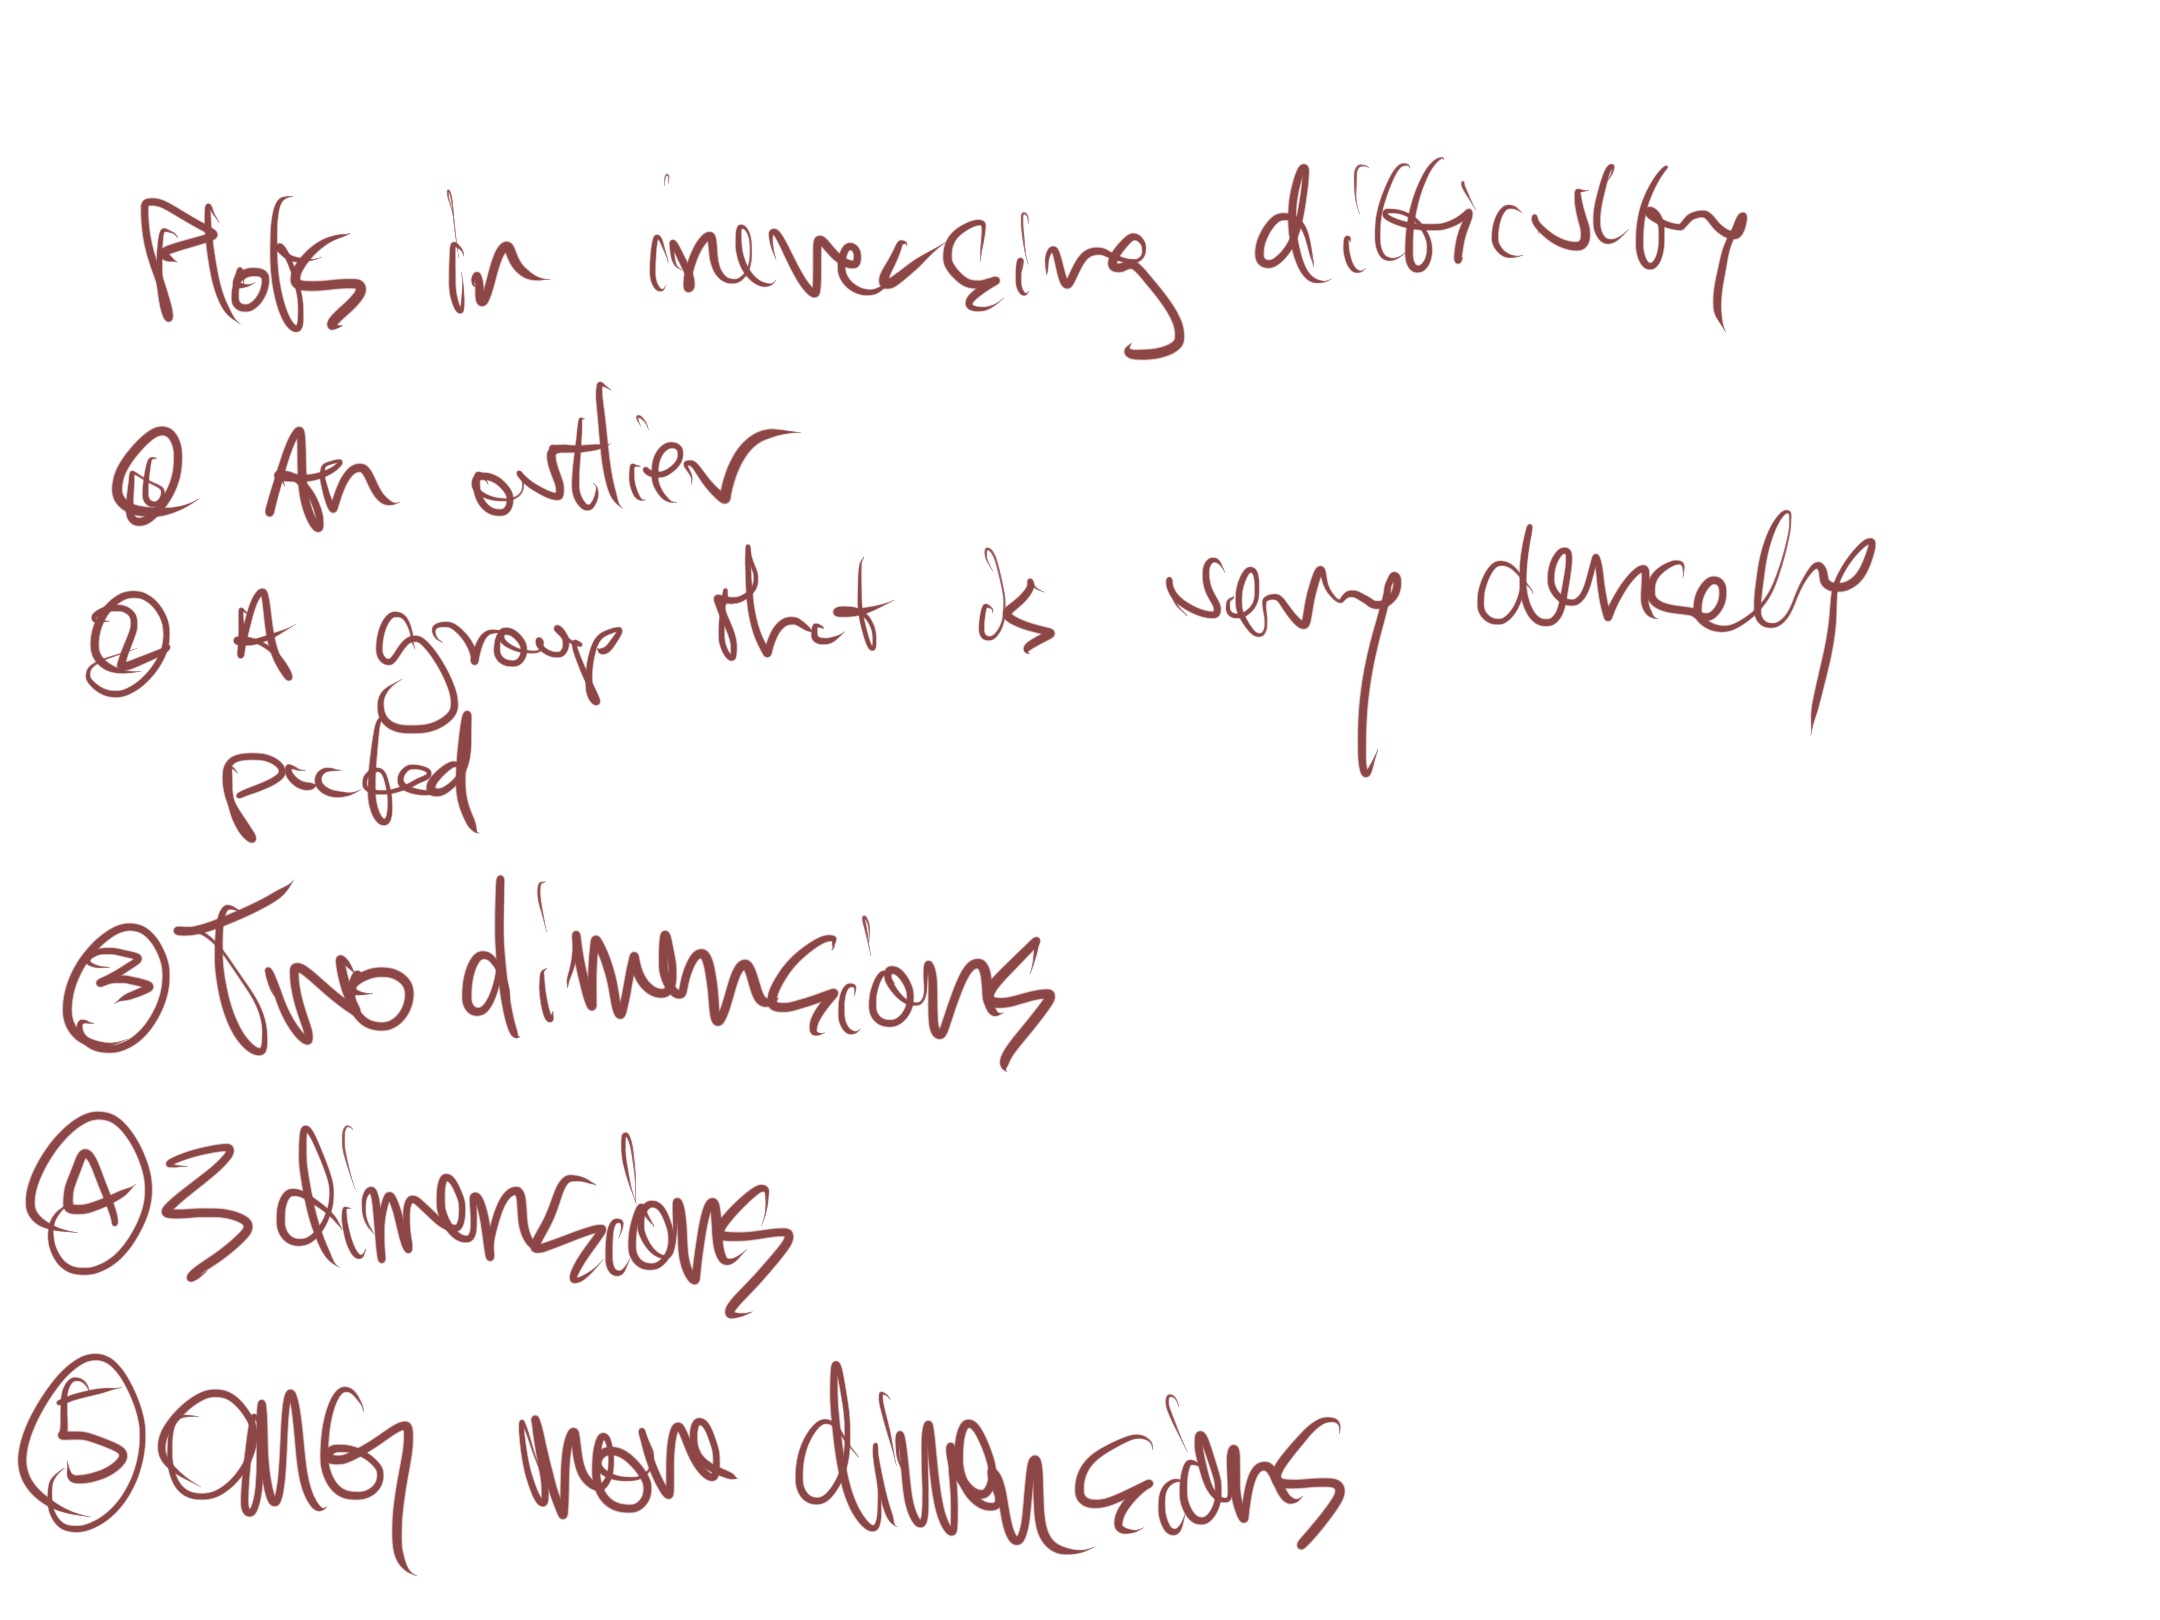 in increasing difficulty
① An outlier
② A group that is very densely
packed
③ Two dimensions
④ 3 dimensions
⑤ any more dimensions